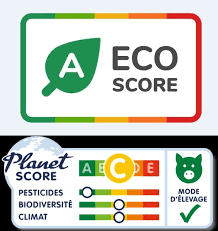 A ECO
SCORE
Planet
SCORE
A B C D E
PESTICIDES
BIODIVERSITÉ
CLIMAT
MODE
D'ÉLEVAGE